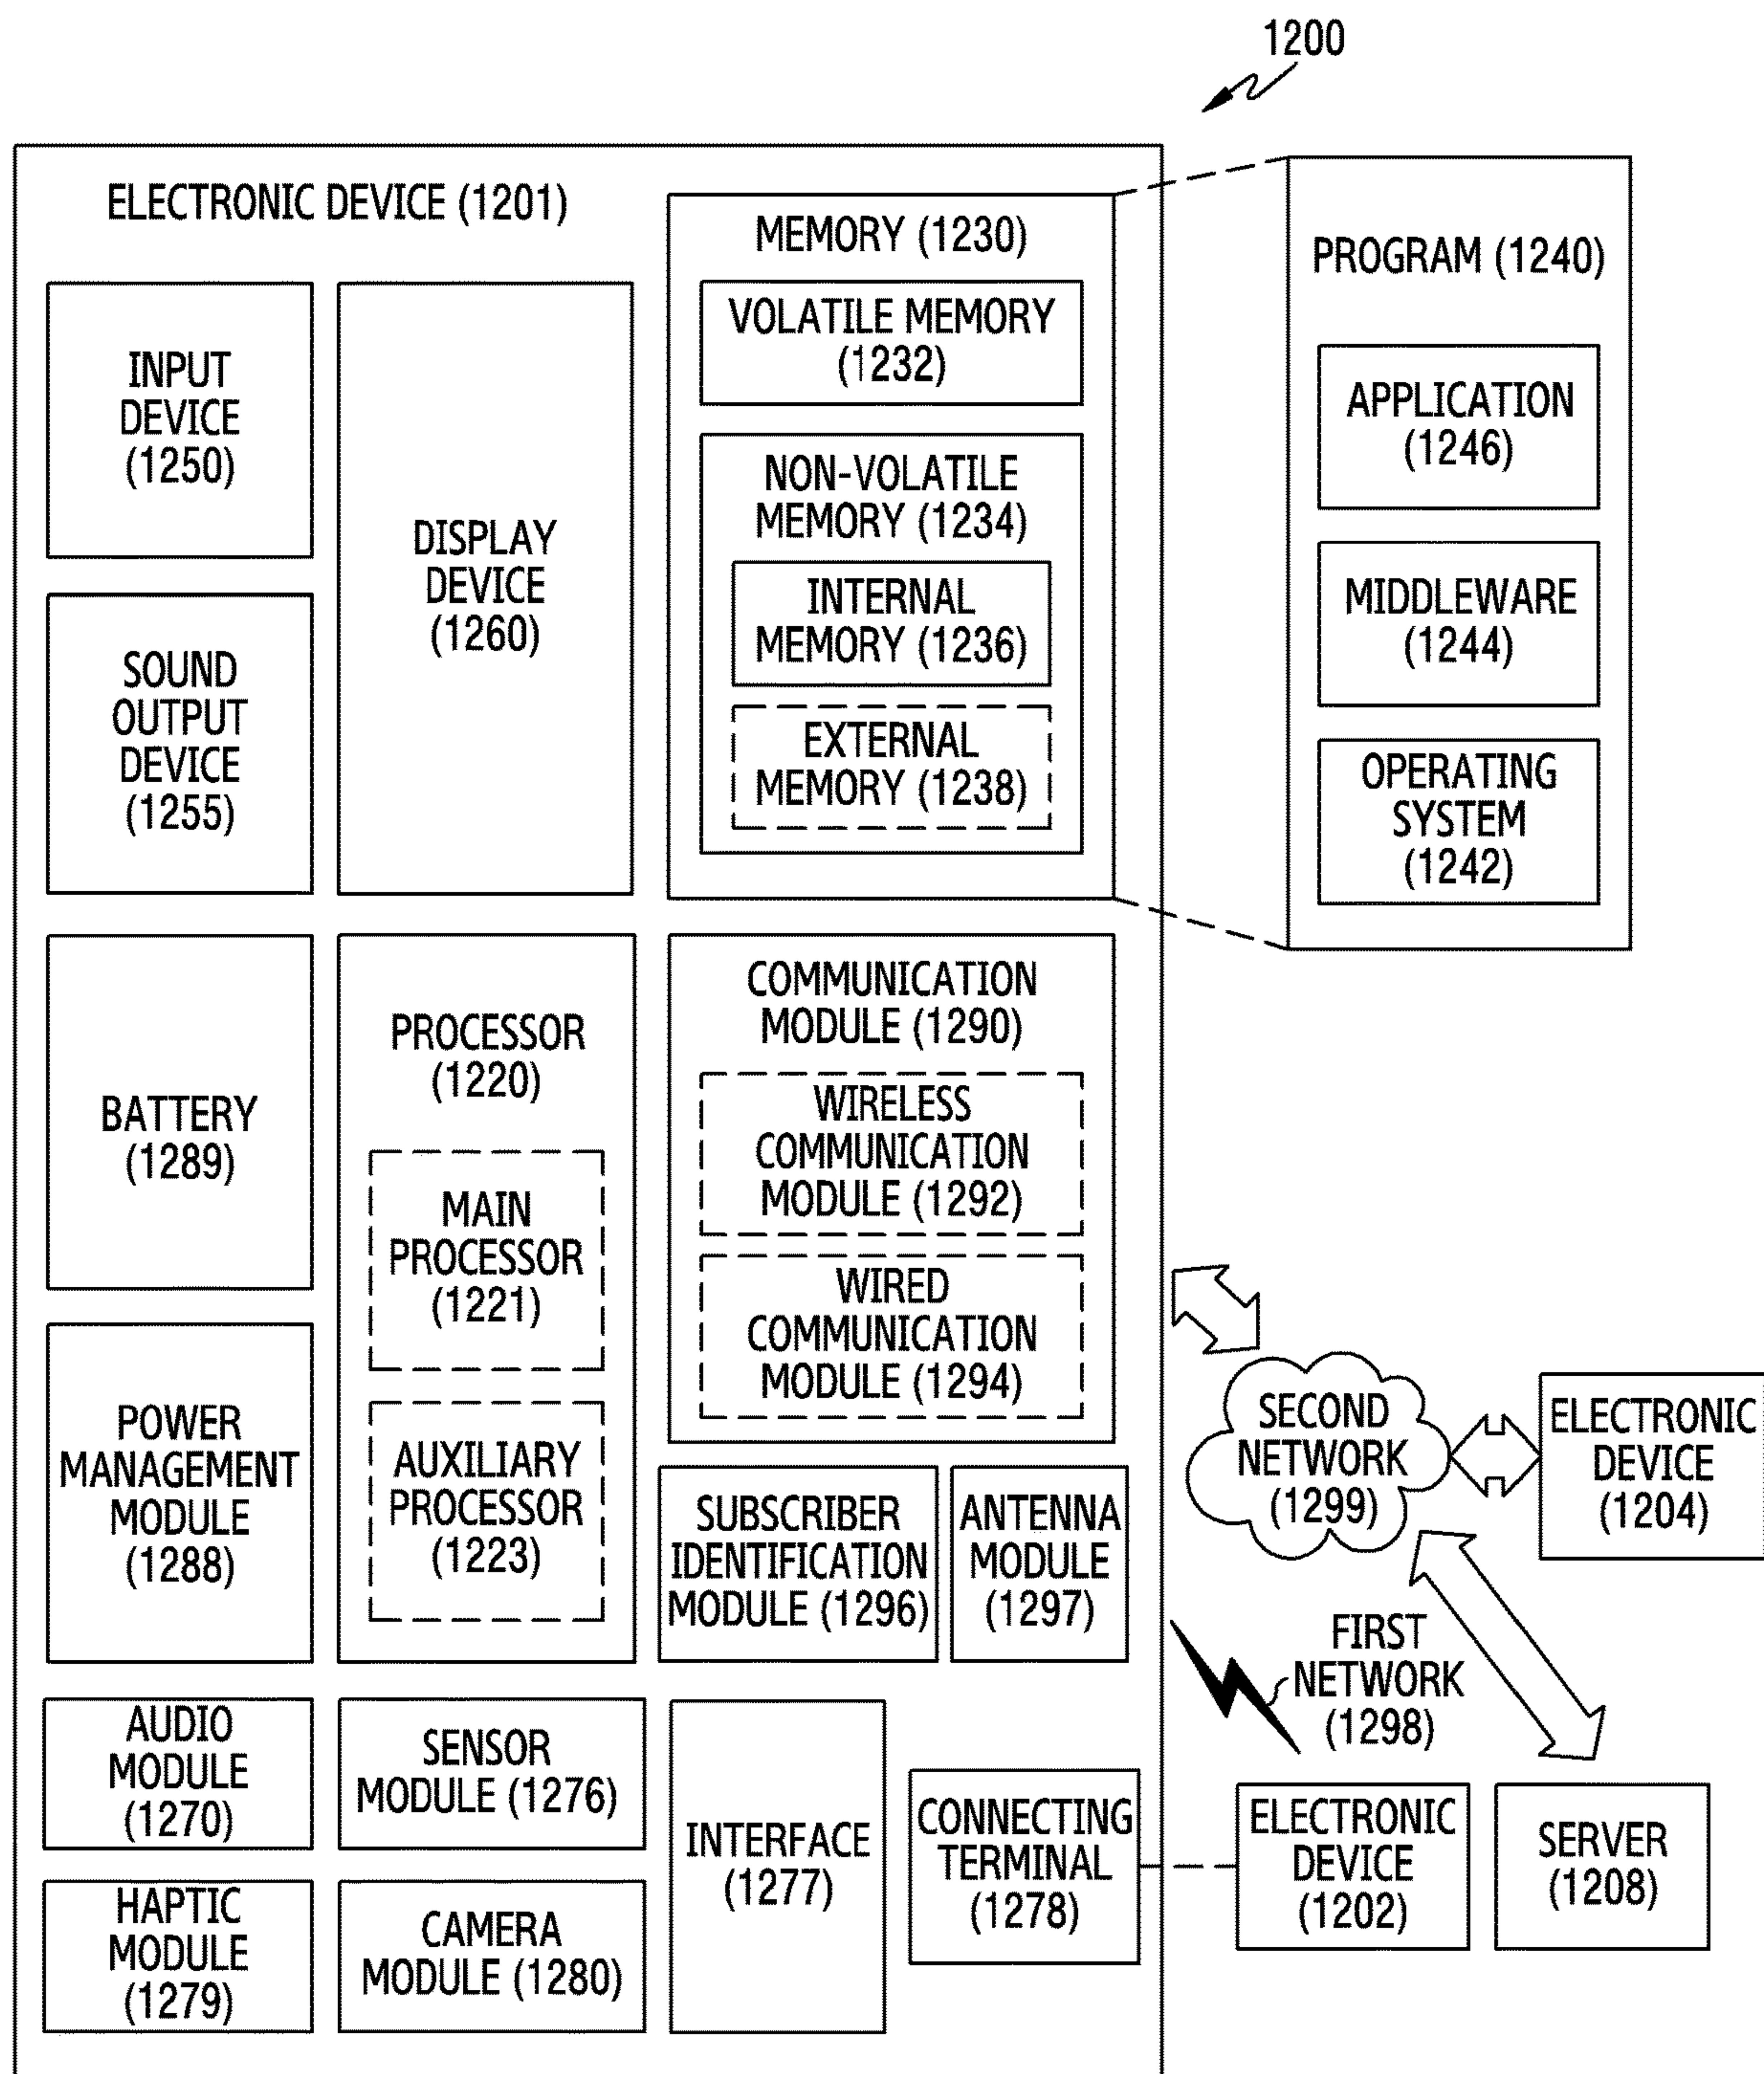 1200
ELECTRONIC DEVICE (1201)
INPUT
DEVICE
(1250)
SOUND
OUTPUT
DEVICE
(1255)
DISPLAY
DEVICE
(1260)
MEMORY (1230)
VOLATILE MEMORY
(1232)
NON-VOLATILE
MEMORY (1234)
INTERNAL
MEMORY (1236)
EXTERNAL
MEMORY (1238)
PROGRAM (1240)
APPLICATION
(1246)
MIDDLEWARE
(1244)
OPERATING
SYSTEM
(1242)
BATTERY
(1289)
POWER
MANAGEMENT
MODULE
(1288)
PROCESSOR
(1220)
MAIN
PROCESSOR
(1221)
AUXILIARY
PROCESSOR
(1223)
COMMUNICATION
MODULE (1290)
WIRELESS
COMMUNICATION
MODULE (1292)
WIRED
COMMUNICATION
MODULE (1294)
SUBSCRIBER
IDENTIFICATION
MODULE (1296)
ANTENNA
MODULE
(1297)
SECOND
NETWORK
(1299)
ELECTRONIC
DEVICE
(1204)
FIRST
NETWORK
(1298)
AUDIO
MODULE
(1270)
SENSOR
MODULE (1276)
HAPTIC
MODULE
(1279)
CAMERA
MODULE (1280)
INTERFACE
(1277)
CONNECTING
TERMINAL
(1278)
ELECTRONIC
DEVICE
(1202)
SERVER
(1208)